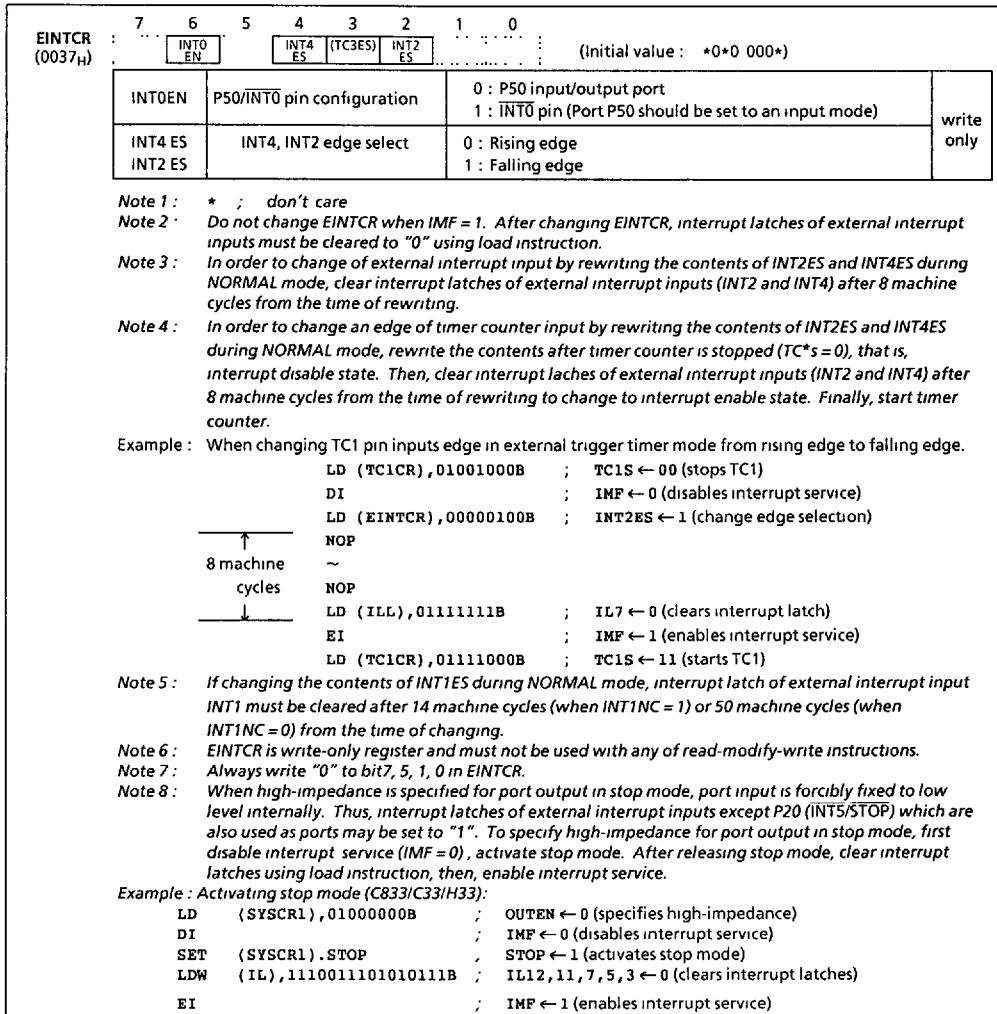 7 6 5 4 3 2 1 0
EINTCR (0037H) INT0 EN INT4 ES (TC3ES) INT2 ES (Initial value : *0*0 000*)
INT0EN P50/INT0 pin configuration 0 : P50 input/output port
1 : INT0 pin (Port P50 should be set to an input mode)
write only
INT4 ES INT4, INT2 edge select 0 : Rising edge
INT2 ES 1 : Falling edge
Note 1 : * ; don't care
Note 2 : Do not change EINTCR when IMF = 1. After changing EINTCR, interrupt latches of external interrupt
inputs must be cleared to "0" using load instruction.
Note 3 : In order to change of external interrupt input by rewriting the contents of INT2ES and INT4ES during
NORMAL mode, clear interrupt latches of external interrupt inputs (INT2 and INT4) after 8 machine
cycles from the time of rewriting.
Note 4 : In order to change an edge of timer counter input by rewriting the contents of INT2ES and INT4ES
during NORMAL mode, rewrite the contents after timer counter is stopped (TC*s = 0), that is,
interrupt disable state. Then, clear interrupt laches of external interrupt inputs (INT2 and INT4) after
8 machine cycles from the time of rewriting to change to interrupt enable state. Finally, start timer
counter.
Example : When changing TC1 pin inputs edge in external trigger timer mode from rising edge to falling edge.
LD (TC1CR),01001000B ; TC1S ← 00 (stops TC1)
DI ; IMF ← 0 (disables interrupt service)
LD (EINTCR),00000100B ; INT2ES ← 1 (change edge selection)
↑ NOP
8 machine ~
cycles NOP
↓ LD (ILL),01111111B ; IL7 ← 0 (clears interrupt latch)
EI ; IMF ← 1 (enables interrupt service)
LD (TC1CR),01111000B ; TC1S ← 11 (starts TC1)
Note 5 : If changing the contents of INT1ES during NORMAL mode, interrupt latch of external interrupt input
INT1 must be cleared after 14 machine cycles (when INT1NC = 1) or 50 machine cycles (when
INT1NC = 0) from the time of changing.
Note 6 : EINTCR is write-only register and must not be used with any of read-modify-write instructions.
Note 7 : Always write "0" to bit7, 5, 1, 0 in EINTCR.
Note 8 : When high-impedance is specified for port output in stop mode, port input is forcibly fixed to low
level internally. Thus, interrupt latches of external interrupt inputs except P20 (INT5/STOP) which are
also used as ports may be set to "1". To specify high-impedance for port output in stop mode, first
disable interrupt service (IMF = 0) , activate stop mode. After releasing stop mode, clear interrupt
latches using load instruction, then, enable interrupt service.
Example : Activating stop mode (C833/C33/H33):
LD (SYSCR1),01000000B ; OUTEN ← 0 (specifies high-impedance)
DI ; IMF ← 0 (disables interrupt service)
SET (SYSCR1).STOP , STOP ← 1 (activates stop mode)
LDW (IL),1110011101010111B ; IL12,11,7,5,3 ← 0 (clears interrupt latches)
EI ; IMF ← 1 (enables interrupt service)